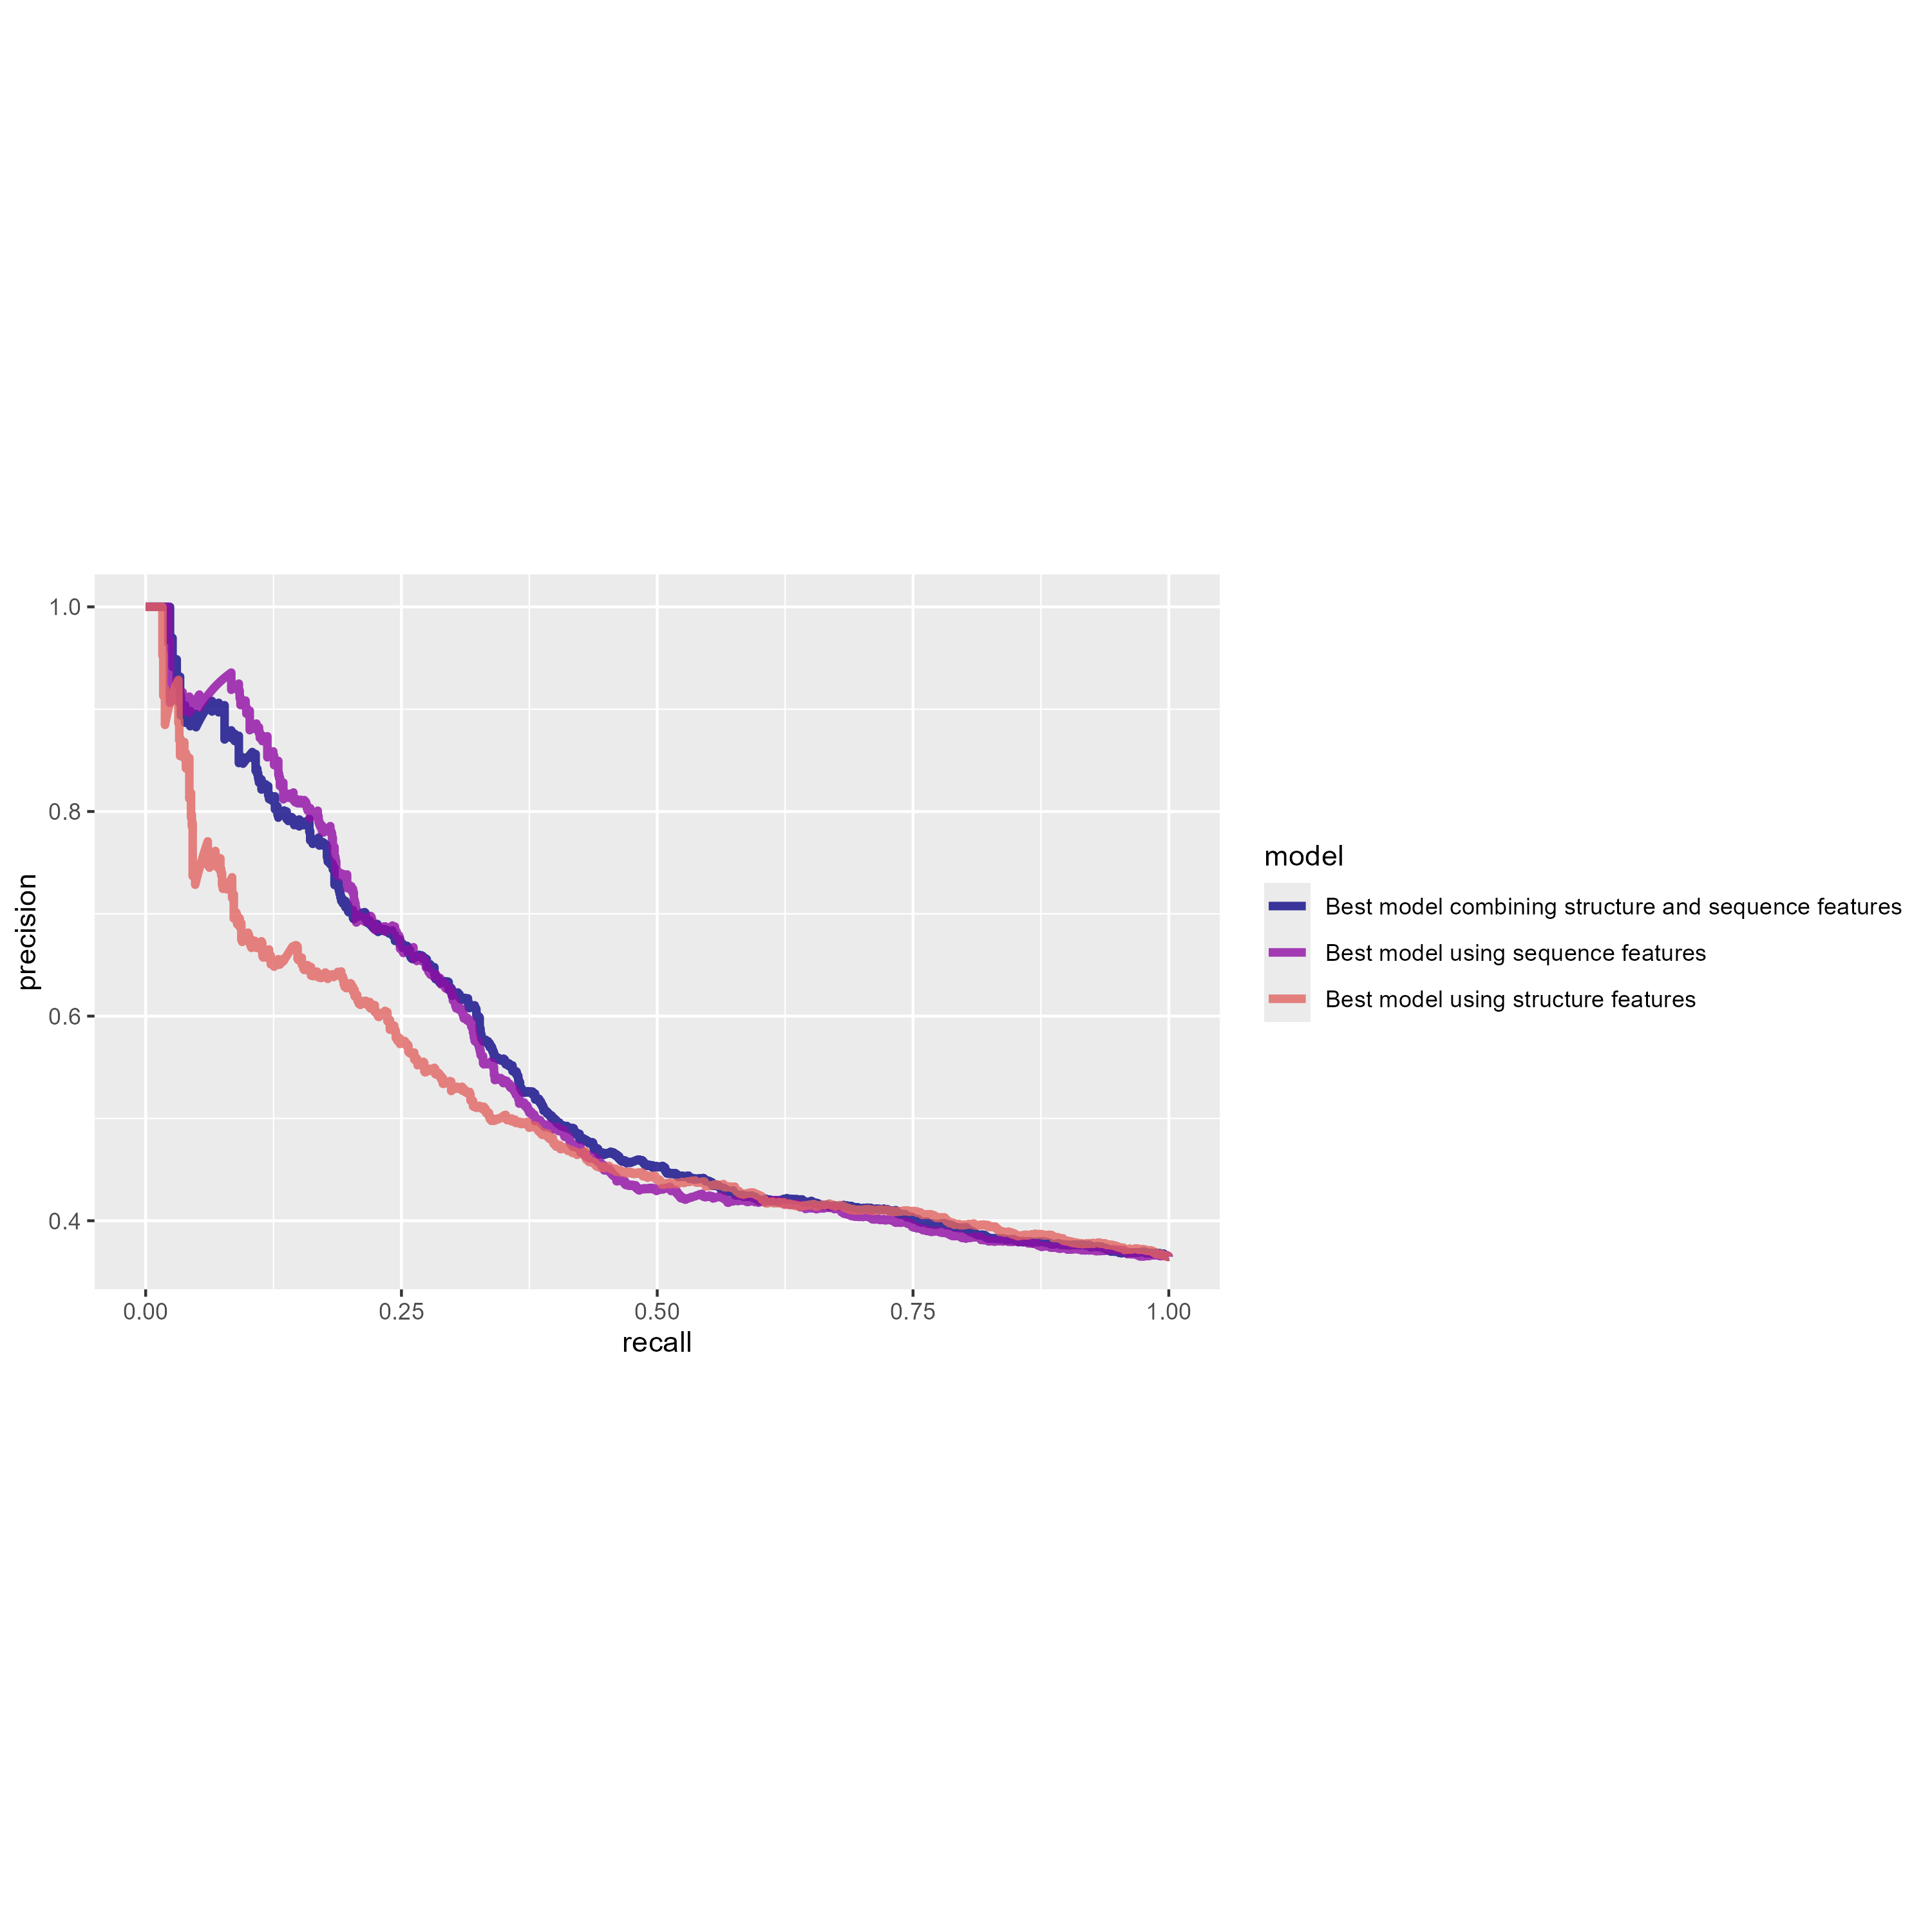 1.0
0.8
0.6
0.4
precision
0.00
0.25
0.50
0.75
1.00
recall
model
Best model combining structure and sequence features
Best model using sequence features
Best model using structure features